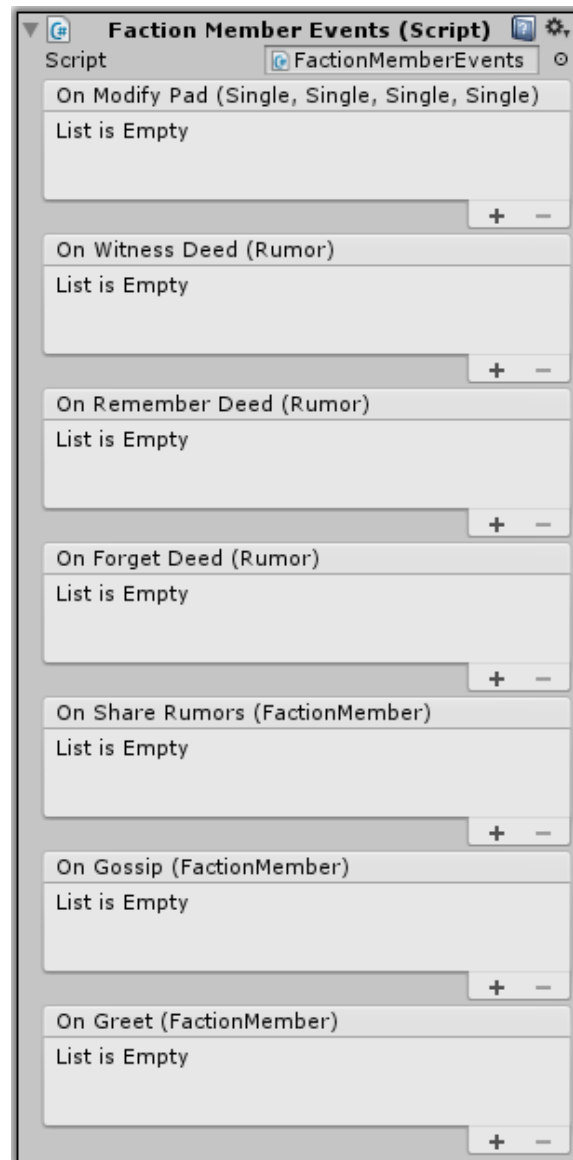 Faction Member Events (Script)
Script FactionMemberEvents
On Modify Pad (Single, Single, Single, Single)
List is Empty
+ −
On Witness Deed (Rumor)
List is Empty
+ −
On Remember Deed (Rumor)
List is Empty
+ −
On Forget Deed (Rumor)
List is Empty
+ −
On Share Rumors (FactionMember)
List is Empty
+ −
On Gossip (FactionMember)
List is Empty
+ −
On Greet (FactionMember)
List is Empty
+ −